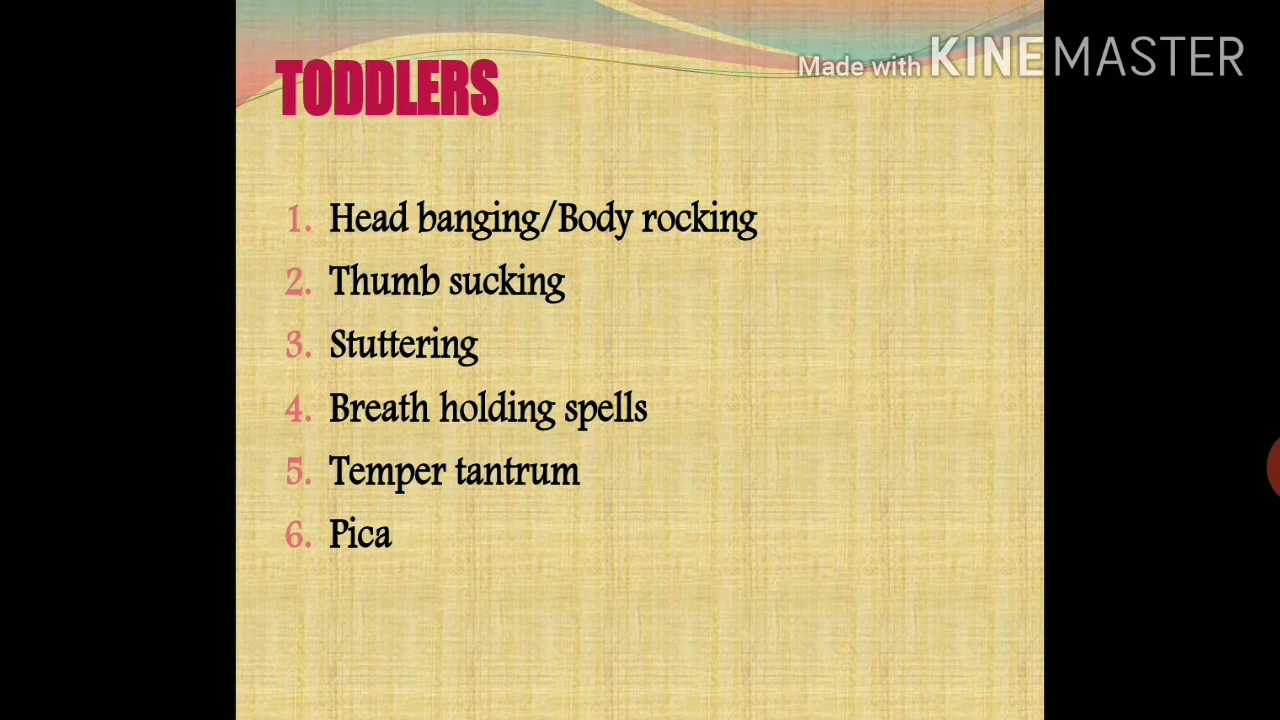 Made with KINEMASTER
TODDLERS
1. Head banging/Body rocking
2. Thumb sucking
3. Stuttering
4. Breath holding spells
5. Temper tantrum
6. Pica